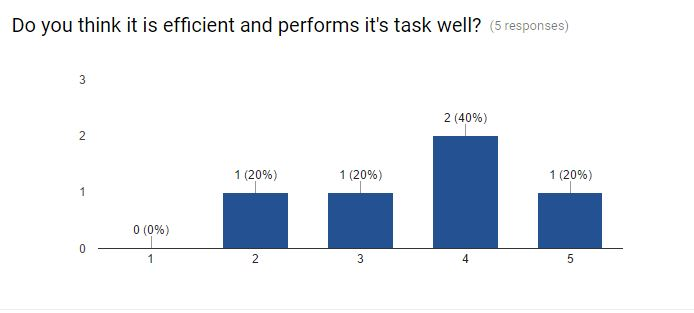 Do you think it is efficient and performs it's task well? (5 responses)
3
2 (40%)
2
1 (20%) 1 (20%) 1 (20%)
1
0 (0%)
0
1 2 3 4 5